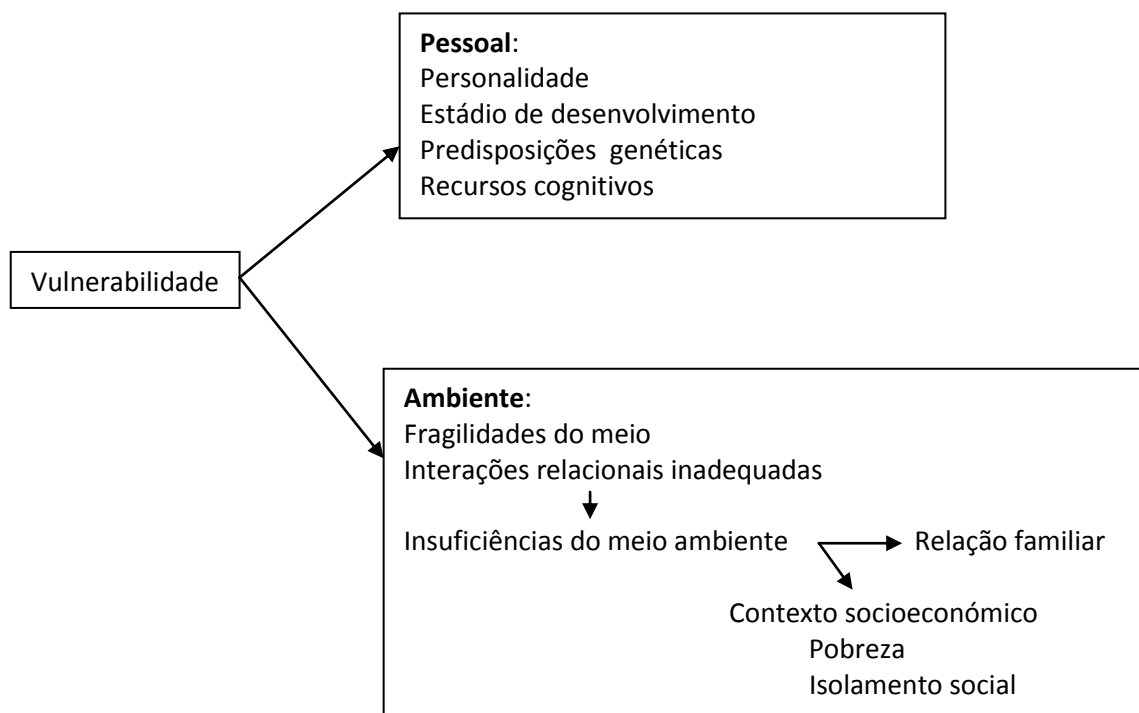 Pessoal:
Personalidade
Estádio de desenvolvimento
Predisposições genéticas
Recursos cognitivos
Vulnerabilidade
Ambiente:
Fragilidades do meio
Interações relacionais inadequadas
Insuficiências do meio ambiente Relação familiar
Contexto socioeconómico
Pobreza
Isolamento social